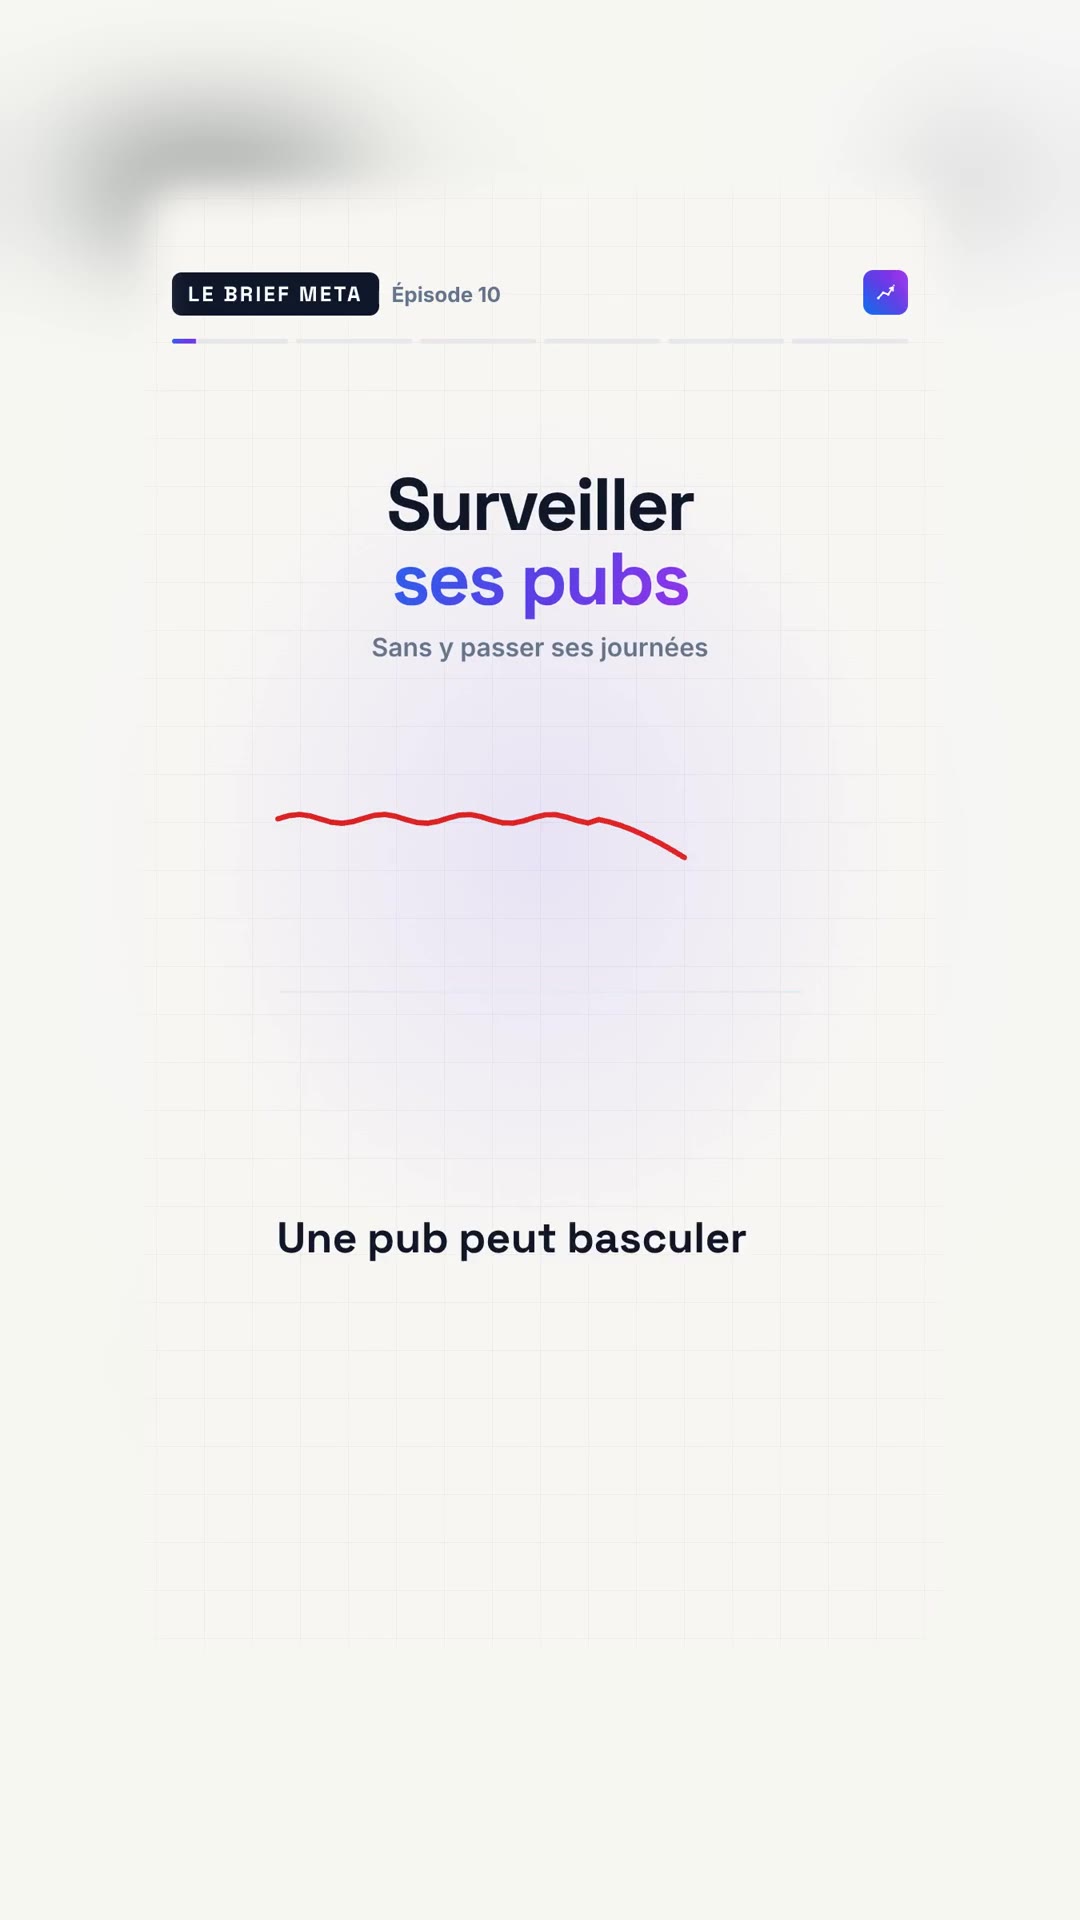 LE BRIEF META Épisode 10
Surveiller
ses pubs
Sans y passer ses journées
Une pub peut basculer